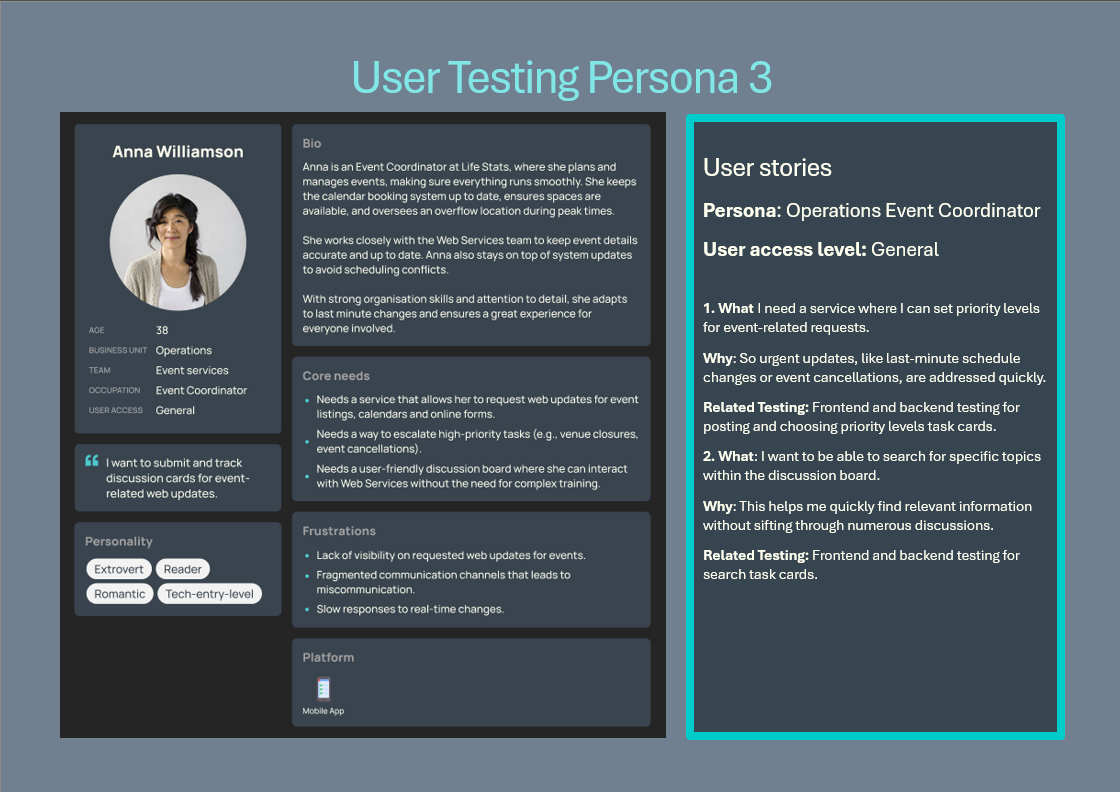 User Testing Persona 3
Anna Williamson
AGE 38
BUSINESS UNIT Operations
TEAM Event services
OCCUPATION Event Coordinator
USER ACCESS General
I want to submit and track
discussion cards for event-
related web updates.
Personality
Extrovert Reader
Romantic Tech-entry-level
Bio
Anna is an Event Coordinator at Life Stats, where she plans and
manages events, making sure everything runs smoothly. She keeps
the calendar booking system up to date, ensures spaces are
available, and oversees an overflow location during peak times.
She works closely with the Web Services team to keep event details
accurate and up to date. Anna also stays on top of system updates
to avoid scheduling conflicts.
With strong organisation skills and attention to detail, she adapts
to last minute changes and ensures a great experience for
everyone involved.
Core needs
Needs a service that allows her to request web updates for event
listings, calendars and online forms.
Needs a way to escalate high-priority tasks (e.g., venue closures,
event cancellations).
Needs a user-friendly discussion board where she can interact
with Web Services without the need for complex training.
Frustrations
Lack of visibility on requested web updates for events.
Fragmented communication channels that leads to
miscommunication.
Slow responses to real-time changes.
Platform
Mobile App
User stories
Persona: Operations Event Coordinator
User access level: General
1. What I need a service where I can set priority levels
for event-related requests.
Why: So urgent updates, like last-minute schedule
changes or event cancellations, are addressed quickly.
Related Testing: Frontend and backend testing for
posting and choosing priority levels task cards.
2. What: I want to be able to search for specific topics
within the discussion board.
Why: This helps me quickly find relevant information
without sifting through numerous discussions.
Related Testing: Frontend and backend testing for
search task cards.